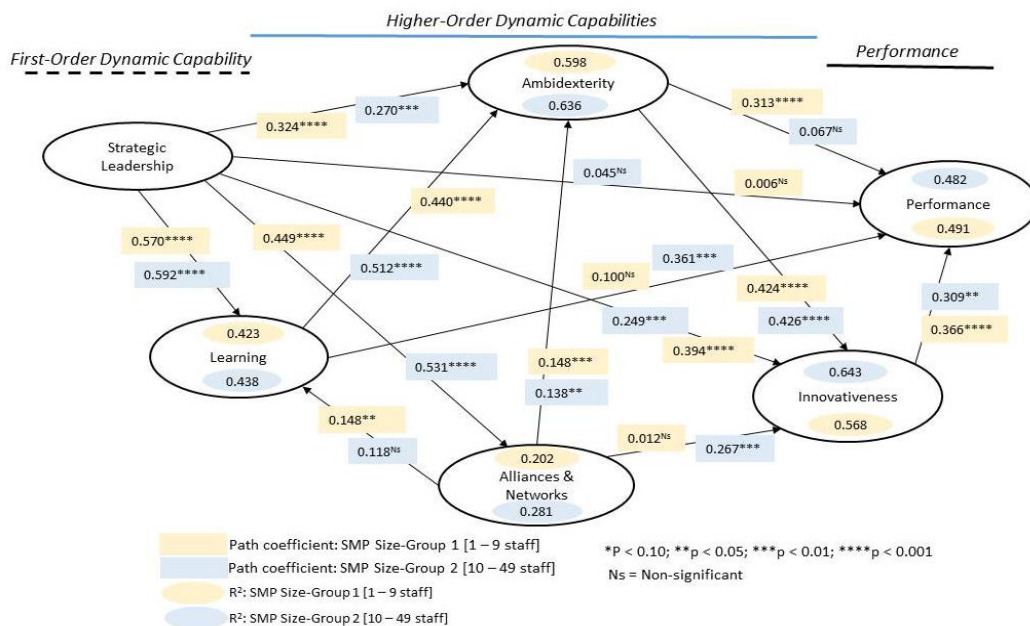 Higher-Order Dynamic Capabilities
First-Order Dynamic Capability
Performance
0.598
Ambidexterity
0.636
0.270***
0.324****
0.313****
0.067Ns
Strategic
Leadership
0.045Ns
0.006Ns
0.482
Performance
0.491
0.440****
0.570****
0.449****
0.592****
0.512****
0.361***
0.100Ns
0.424****
0.309**
0.249***
0.426****
0.366****
0.423
Learning
0.438
0.394****
0.531****
0.148***
0.138**
0.643
Innovativeness
0.568
0.148**
0.118Ns
0.012Ns
0.267***
0.202
Alliances &
Networks
0.281
Path coefficient: SMP Size-Group 1 [1 – 9 staff]
Path coefficient: SMP Size-Group 2 [10 – 49 staff]
R²: SMP Size-Group 1 [1 – 9 staff]
R²: SMP Size-Group 2 [10 – 49 staff]
*P < 0.10; **p < 0.05; ***p < 0.01; ****p < 0.001
Ns = Non-significant